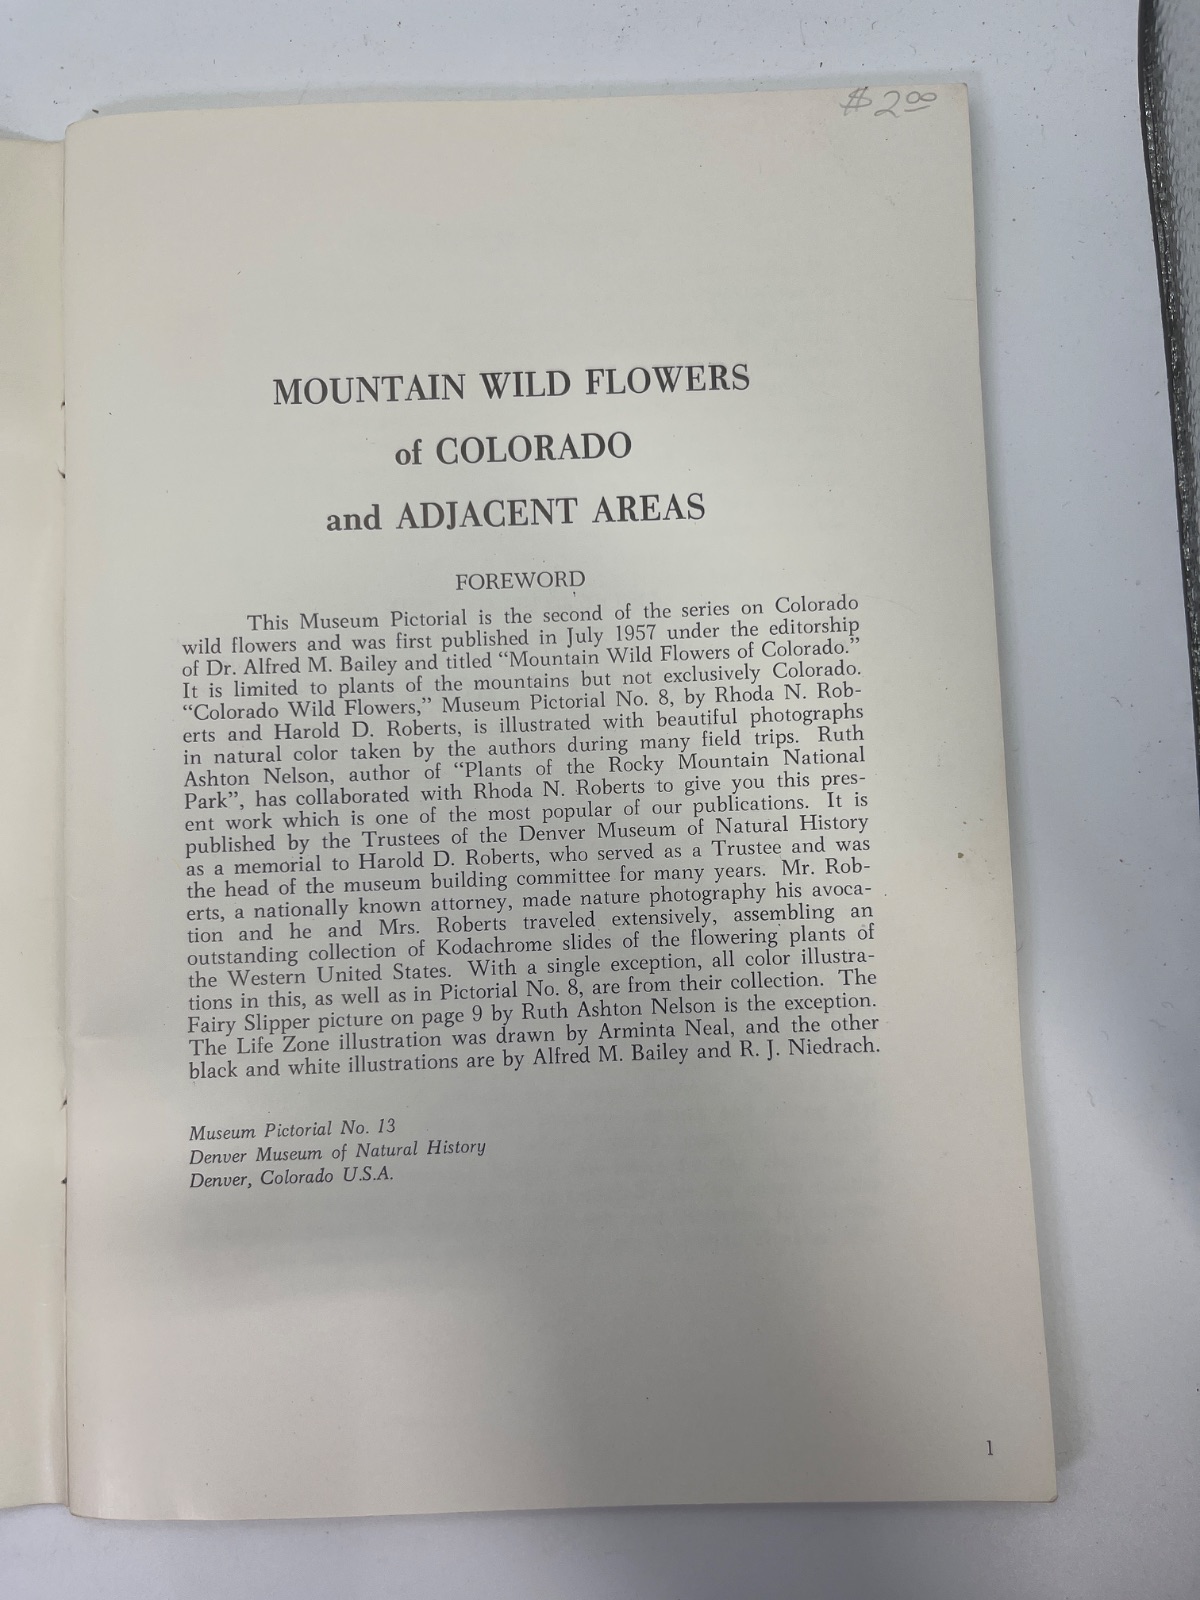 $2.00
MOUNTAIN WILD FLOWERS
of COLORADO
and ADJACENT AREAS
FOREWORD
This Museum Pictorial is the second of the series on Colorado
wild flowers and was first published in July 1957 under the editorship
of Dr. Alfred M. Bailey and titled “Mountain Wild Flowers of Colorado.”
It is limited to plants of the mountains but not exclusively Colorado.
“Colorado Wild Flowers,” Museum Pictorial No. 8, by Rhoda N. Rob-
erts and Harold D. Roberts, is illustrated with beautiful photographs
in natural color taken by the authors during many field trips. Ruth
Ashton Nelson, author of “Plants of the Rocky Mountain National
Park”, has collaborated with Rhoda N. Roberts to give you this pres-
ent work which is one of the most popular of our publications. It is
published by the Trustees of the Denver Museum of Natural History
as a memorial to Harold D. Roberts, who served as a Trustee and was
the head of the museum building committee for many years. Mr. Rob-
erts, a nationally known attorney, made nature photography his avoca-
tion and he and Mrs. Roberts traveled extensively, assembling an
outstanding collection of Kodachrome slides of the flowering plants of
the Western United States. With a single exception, all color illustra-
tions in this, as well as in Pictorial No. 8, are from their collection. The
Fairy Slipper picture on page 9 by Ruth Ashton Nelson is the exception.
The Life Zone illustration was drawn by Arminta Neal, and the other
black and white illustrations are by Alfred M. Bailey and R. J. Niedrach.
Museum Pictorial No. 13
Denver Museum of Natural History
Denver, Colorado U.S.A.
1